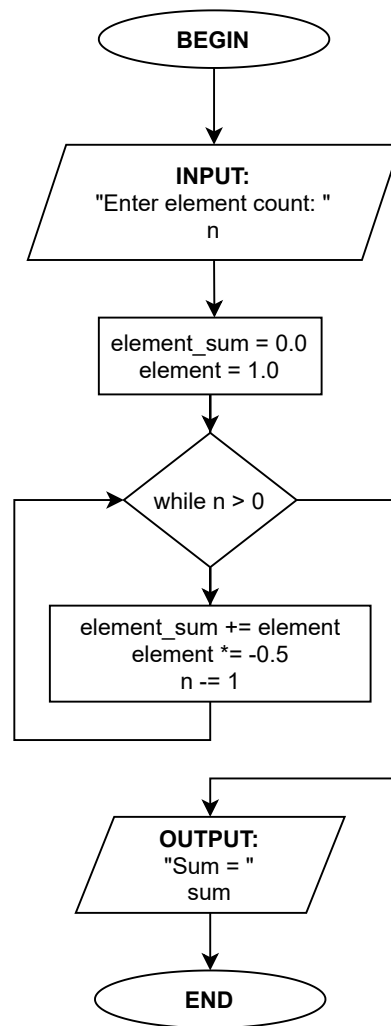 BEGIN
INPUT:
"Enter element count: "
n
element_sum = 0.0
element = 1.0
while n > 0
element_sum += element
element *= -0.5
n -= 1
OUTPUT:
"Sum = "
sum
END